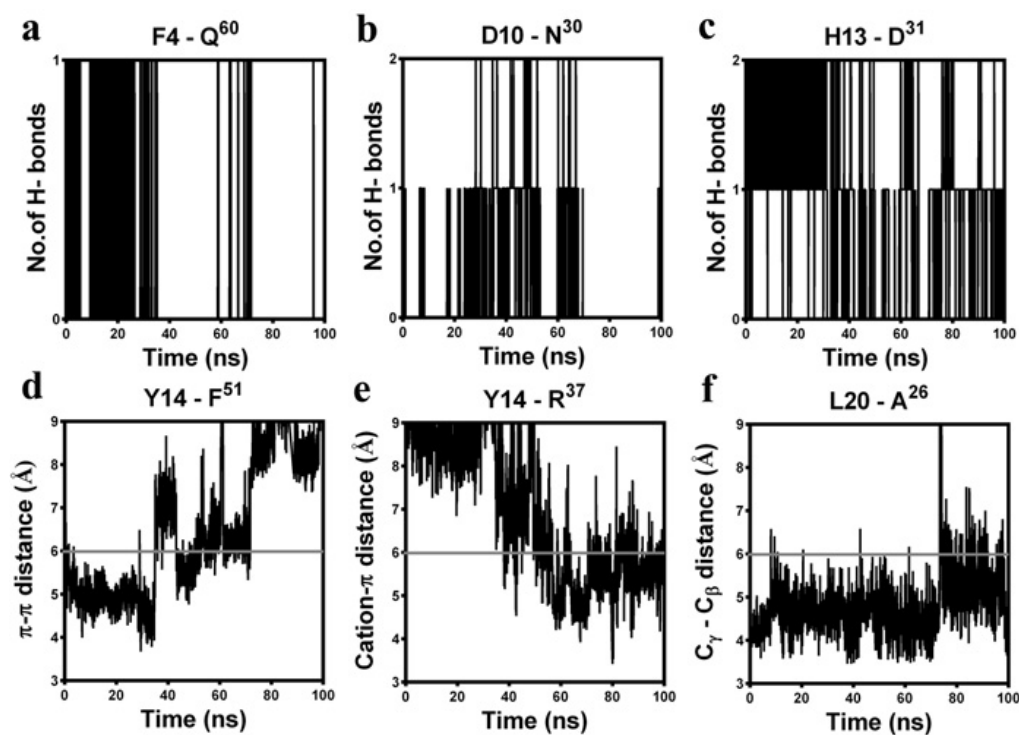 a
F4 - Q⁶⁰
No.of H- bonds
1
0
0 20 40 60 80 100
Time (ns)
b
D10 - N³⁰
No.of H- bonds
2
1
0
0 20 40 60 80 100
Time (ns)
c
H13 - D³¹
No.of H- bonds
2
1
0
0 20 40 60 80 100
Time (ns)
d
Y14 - F⁵¹
π-π distance (Å)
9
8
7
6
5
4
3
0 20 40 60 80 100
Time (ns)
e
Y14 - R³⁷
Cation-π distance (Å)
9
8
7
6
5
4
3
0 20 40 60 80 100
Time (ns)
f
L20 - A²⁶
Cγ - Cβ distance (Å)
9
8
7
6
5
4
3
0 20 40 60 80 100
Time (ns)